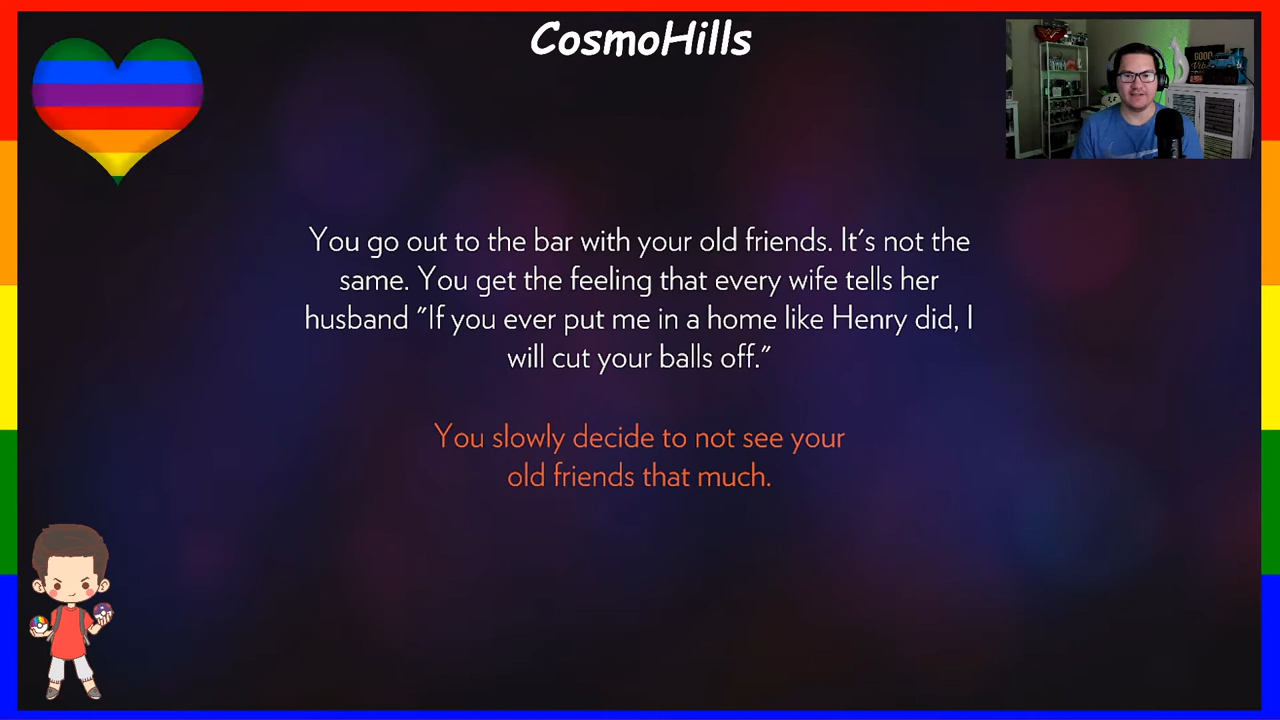 CosmoHills
GOOD
You go out to the bar with your old friends. It's not the
same. You get the feeling that every wife tells her
husband "If you ever put me in a home like Henry did, I
will cut your balls off."
You slowly decide to not see your
old friends that much.